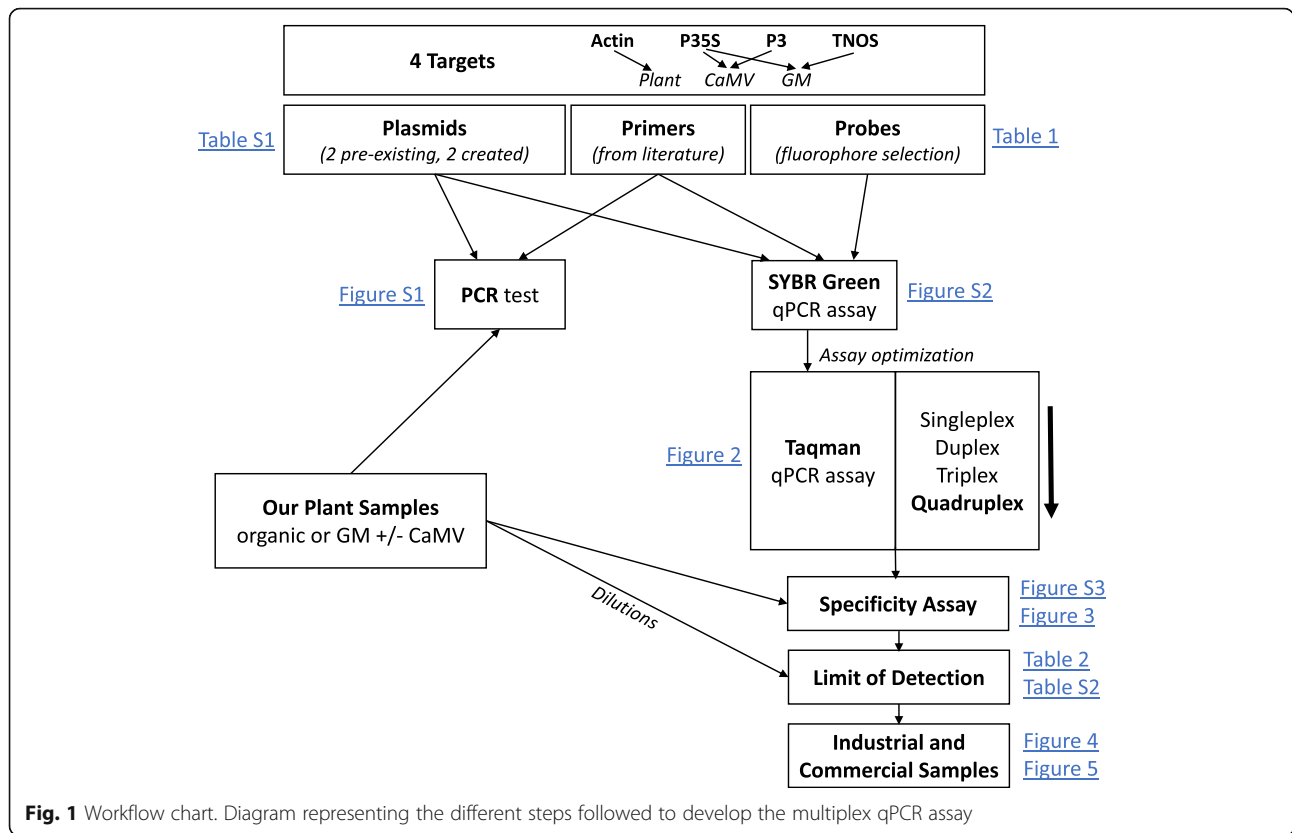 4 Targets
Actin P35S P3 TNOS
Plant CaMV GM
Table S1
Plasmids
(2 pre-existing, 2 created)
Primers
(from literature)
Probes
(fluorophore selection)
Table 1
Figure S1
PCR test
SYBR Green
qPCR assay
Figure S2
Assay optimization
Figure 2
Taqman
qPCR assay
Singleplex
Duplex
Triplex
Quadruplex
Our Plant Samples
organic or GM +/- CaMV
Dilutions
Specificity Assay
Figure S3
Figure 3
Limit of Detection
Table 2
Table S2
Industrial and
Commercial Samples
Figure 4
Figure 5
Fig. 1 Workflow chart. Diagram representing the different steps followed to develop the multiplex qPCR assay